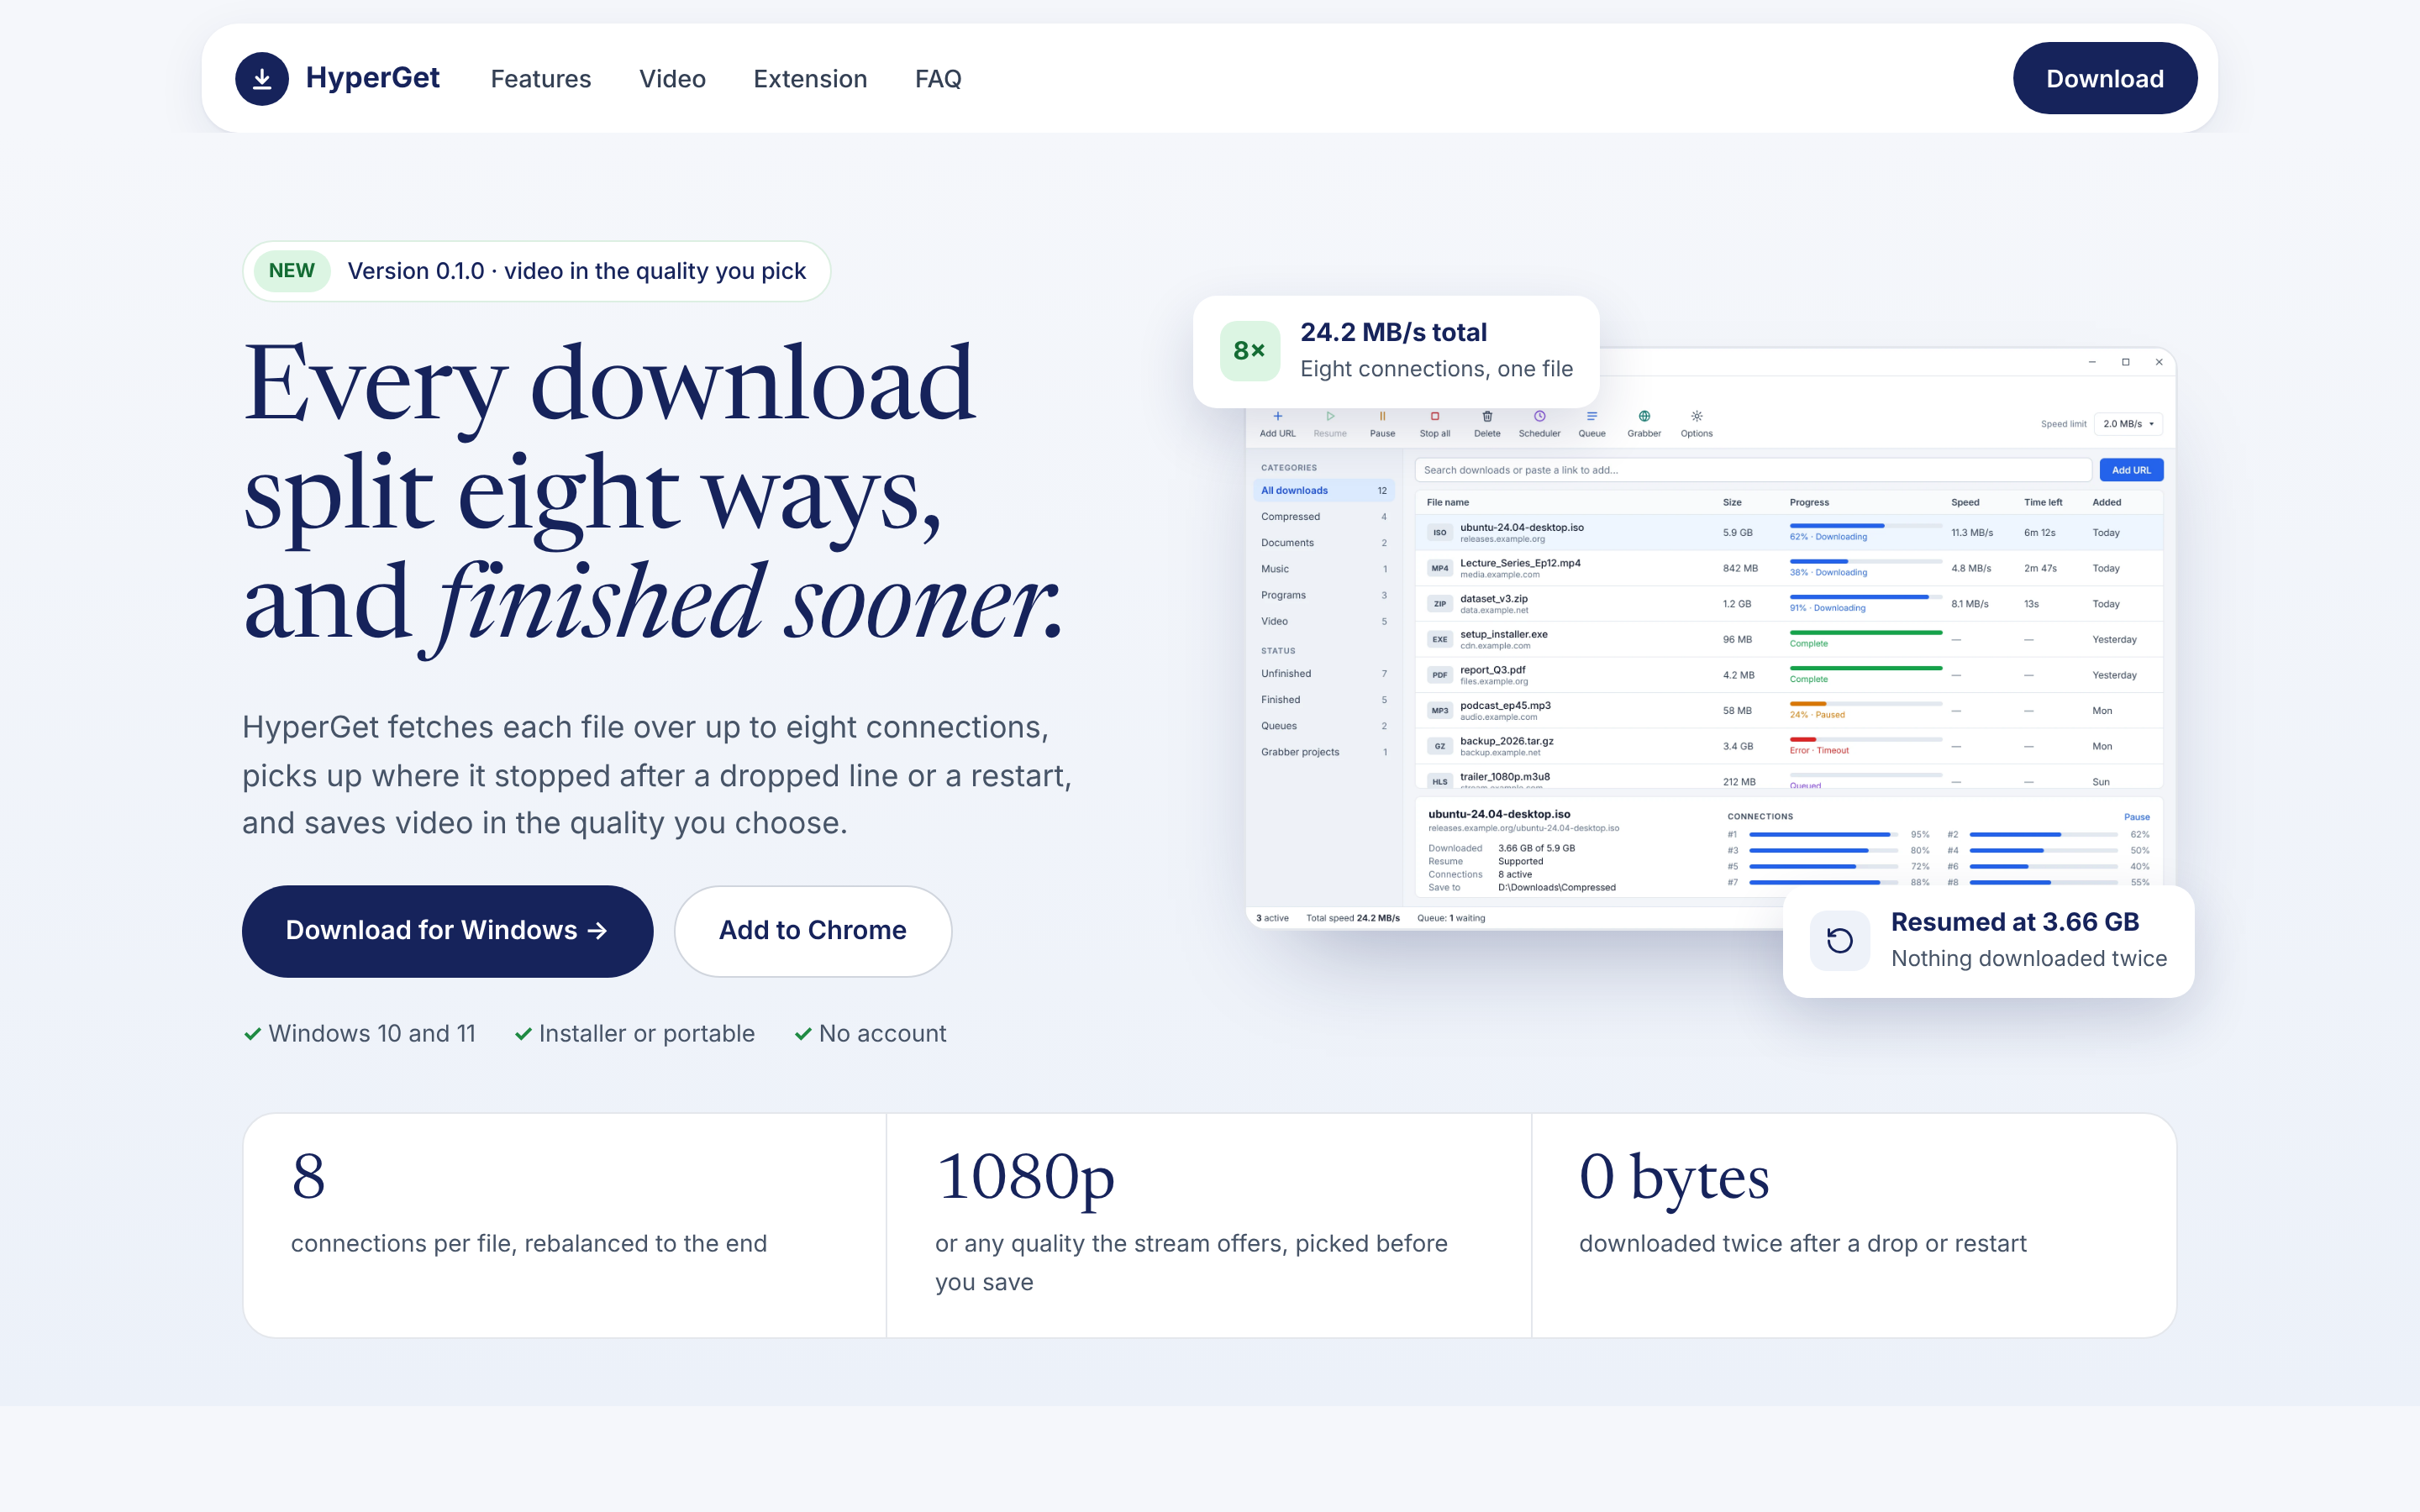 HyperGet
Features
Video
Extension
FAQ
Download
NEW
Version 0.1.0 · video in the quality you pick
Every download
split eight ways,
and finished sooner.
HyperGet fetches each file over up to eight connections,
picks up where it stopped after a dropped line or a restart,
and saves video in the quality you choose.
Download for Windows →
Add to Chrome
✓ Windows 10 and 11
✓ Installer or portable
✓ No account
8×
24.2 MB/s total
Eight connections, one file
Add URL
Resume
Pause
Stop all
Delete
Scheduler
Queue
Grabber
Options
Speed limit
2.0 MB/s
CATEGORIES
All downloads 12
Compressed 4
Documents 2
Music 1
Programs 3
Video 5
STATUS
Unfinished 7
Finished 5
Queues 2
Grabber projects 1
Search downloads or paste a link to add...
Add URL
File name Size Progress Speed Time left Added
ISO ubuntu-24.04-desktop.iso 5.9 GB 11.3 MB/s 6m 12s Today
releases.example.org 62% · Downloading
MP4 Lecture_Series_Ep12.mp4 842 MB 4.8 MB/s 2m 47s Today
media.example.com 38% · Downloading
ZIP dataset_v3.zip 1.2 GB 8.1 MB/s 13s Today
data.example.net 91% · Downloading
EXE setup_installer.exe 96 MB — — Yesterday
cdn.example.com Complete
PDF report_Q3.pdf 4.2 MB — — Yesterday
files.example.org Complete
MP3 podcast_ep45.mp3 58 MB — — Mon
audio.example.com 24% · Paused
GZ backup_2026.tar.gz 3.4 GB — — Mon
backup.example.net Error · Timeout
HLS trailer_1080p.m3u8 212 MB — — Sun
stream.example.com Queued
ubuntu-24.04-desktop.iso
releases.example.org/ubuntu-24.04-desktop.iso
Downloaded 3.66 GB of 5.9 GB
Resume Supported
Connections 8 active
Save to D:\Downloads\Compressed
CONNECTIONS Pause
#1 95% #2 62%
#3 80% #4 50%
#5 72% #6 40%
#7 88% #8 55%
3 active Total speed 24.2 MB/s Queue: 1 waiting
Resumed at 3.66 GB
Nothing downloaded twice
8
connections per file, rebalanced to the end
1080p
or any quality the stream offers, picked before
you save
0 bytes
downloaded twice after a drop or restart